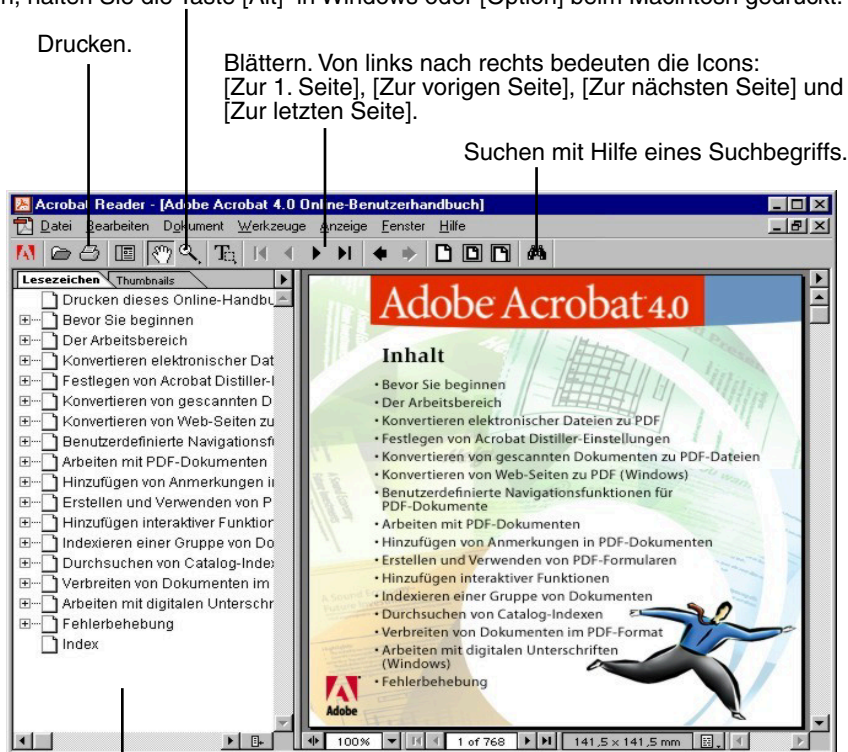 n, halten Sie die Taste [Alt] in Windows oder [Option] beim Macintosh gedrückt.
Drucken.
Blättern. Von links nach rechts bedeuten die Icons:
[Zur 1. Seite], [Zur vorigen Seite], [Zur nächsten Seite] und
[Zur letzten Seite].
Suchen mit Hilfe eines Suchbegriffs.
Acrobat Reader - [Adobe Acrobat 4.0 Online-Benutzerhandbuch]
Datei Bearbeiten Dokument Werkzeuge Anzeige Fenster Hilfe
Lesezeichen Thumbnails
Drucken dieses Online-Handbu
Bevor Sie beginnen
Der Arbeitsbereich
Konvertieren elektronischer Dat
Festlegen von Acrobat Distiller-
Konvertieren von gescannten D
Konvertieren von Web-Seiten zu
Benutzerdefinierte Navigationsf
Arbeiten mit PDF-Dokumenten
Hinzufügen von Anmerkungen i
Erstellen und Verwenden von P
Hinzufügen interaktiver Funktior
Indexieren einer Gruppe von Do
Durchsuchen von Catalog-Inde
Verbreiten von Dokumenten im
Arbeiten mit digitalen Unterschr
Fehlerbehebung
Index
Adobe Acrobat 4.0
Inhalt
• Bevor Sie beginnen
• Der Arbeitsbereich
• Konvertieren elektronischer Dateien zu PDF
• Festlegen von Acrobat Distiller-Einstellungen
• Konvertieren von gescannten Dokumenten zu PDF-Dateien
• Konvertieren von Web-Seiten zu PDF (Windows)
• Benutzerdefinierte Navigationsfunktionen für
PDF-Dokumente
• Arbeiten mit PDF-Dokumenten
• Hinzufügen von Anmerkungen in PDF-Dokumenten
• Erstellen und Verwenden von PDF-Formularen
• Hinzufügen interaktiver Funktionen
• Indexieren einer Gruppe von Dokumenten
• Durchsuchen von Catalog-Indexen
• Verbreiten von Dokumenten im PDF-Format
• Arbeiten mit digitalen Unterschriften
(Windows)
• Fehlerbehebung
Adobe
100% 1 of 768 141,5 × 141,5 mm